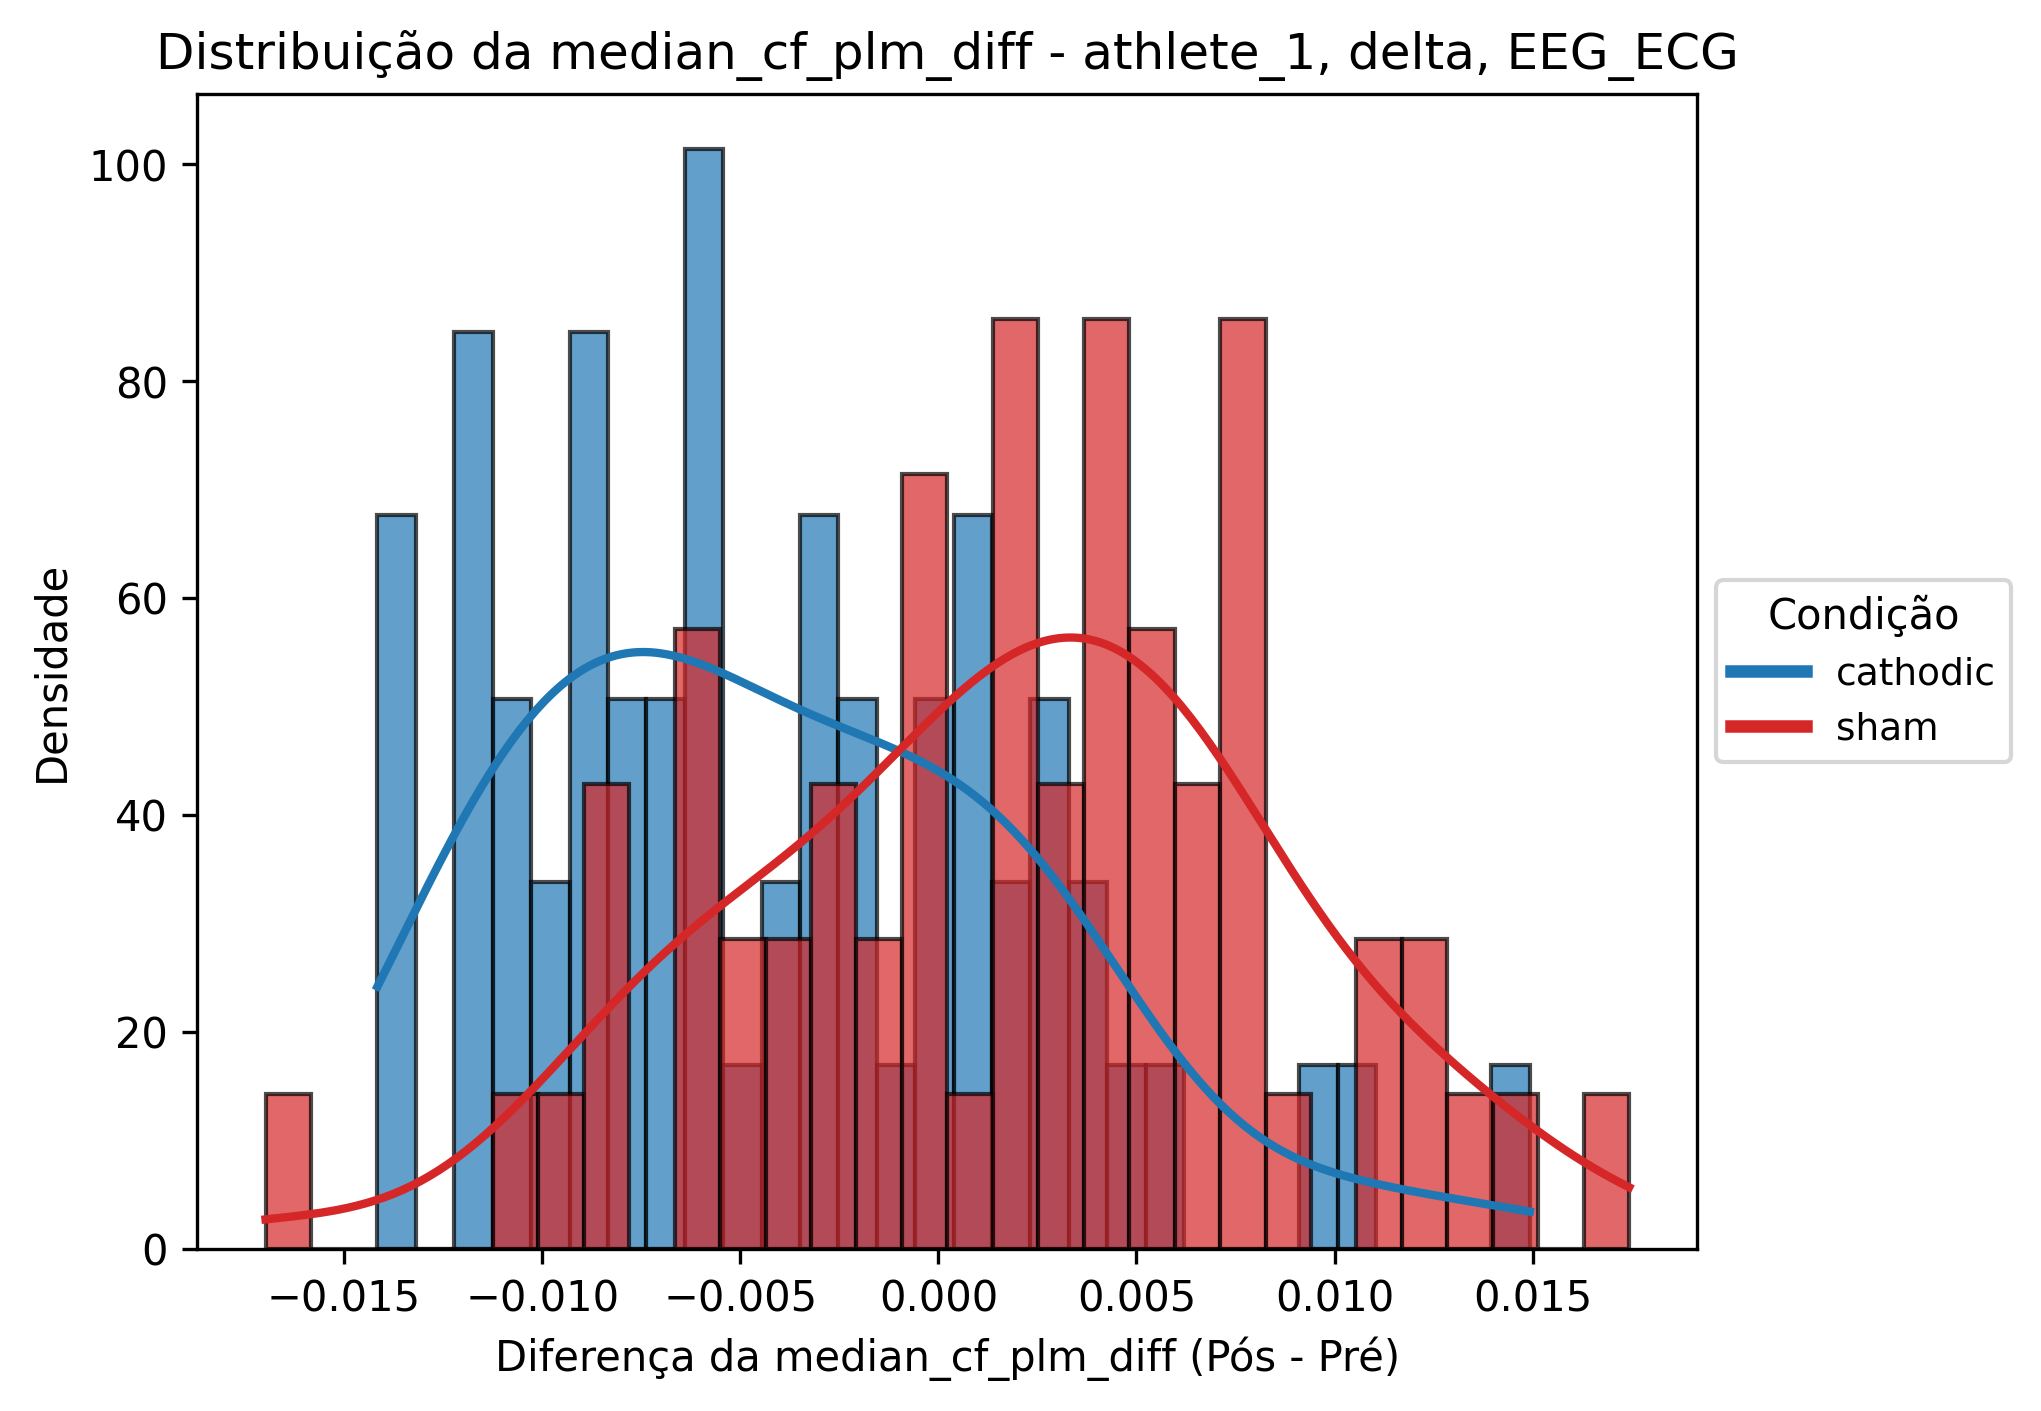 Distribuição da median_cf_plm_diff - athlete_1, delta, EEG_ECG
Densidade
100
80
60
40
20
0
−0.015
−0.010
−0.005
0.000
0.005
0.010
0.015
Diferença da median_cf_plm_diff (Pós - Pré)
Condição
cathodic
sham